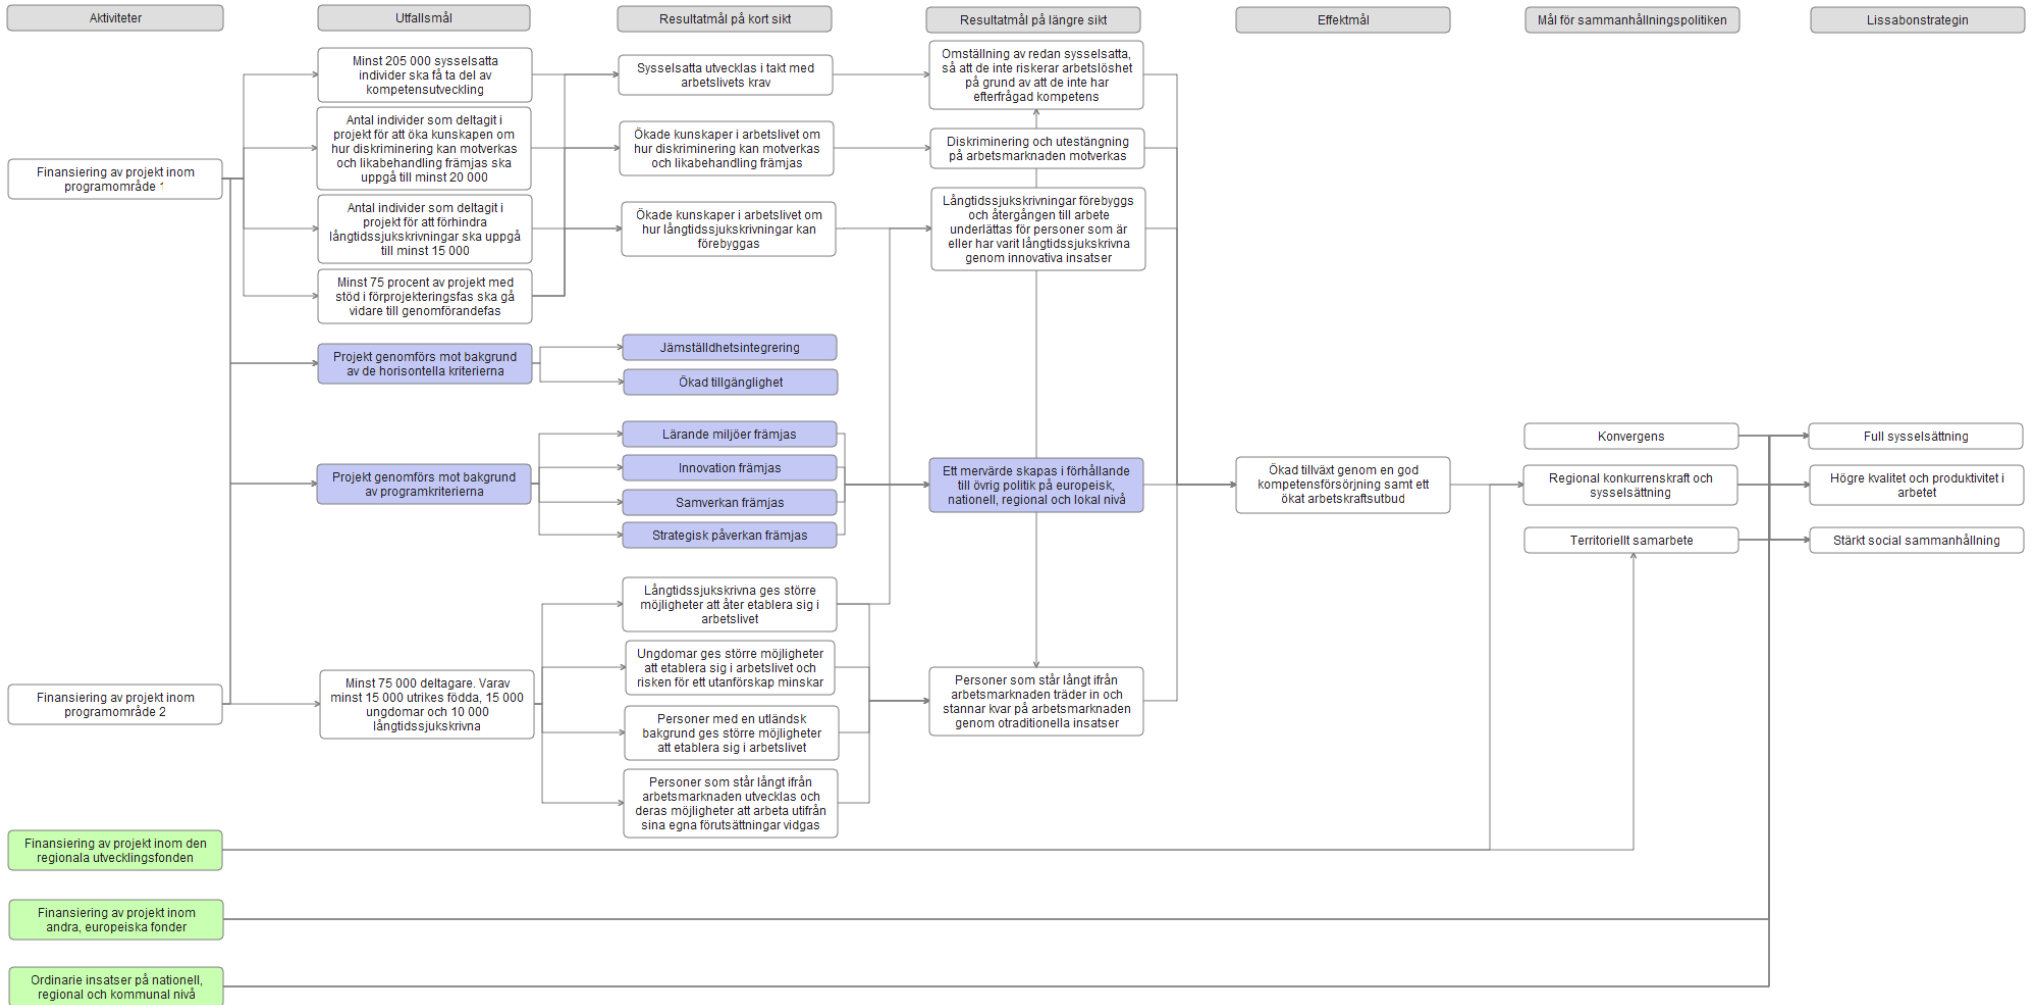 Aktiviteter
Utfallsmål
Resultatmål på kort sikt
Resultatmål på längre sikt
Effektmål
Mål för sammanhållningspolitiken
Lissabonstrategin
Finansiering av projekt inom
programområde 1
Finansiering av projekt inom
programområde 2
Finansiering av projekt inom den
regionala utvecklingsfonden
Finansiering av projekt inom
andra, europeiska fonder
Ordinarie insatser på nationell,
regional och kommunal nivå
Minst 205 000 sysselsatta
individer ska få ta del av
kompetensutveckling
Antal individer som deltagit i
projekt för att öka kunskapen om
hur diskriminering kan motverkas
och likabehandling främjas ska
uppgå till minst 20 000
Antal individer som deltagit i
projekt för att förhindra
långtidssjukskrivningar ska uppgå
till minst 15 000
Minst 75 procent av projekt med
stöd i förprojekteringsfas ska gå
vidare till genomförandefas
Projekt genomförs mot bakgrund
av de horisontella kriterierna
Projekt genomförs mot bakgrund
av programkriterierna
Minst 75 000 deltagare. Varav
minst 15 000 utrikes födda, 15 000
ungdomar och 10 000
långtidssjukskrivna
Sysselsatta utvecklas i takt med
arbetslivets krav
Ökade kunskaper i arbetslivet om
hur diskriminering kan motverkas
och likabehandling främjas
Ökade kunskaper i arbetslivet om
hur långtidssjukskrivningar kan
förebyggas
Jämställdhetsintegrering
Ökad tillgänglighet
Lärande miljöer främjas
Innovation främjas
Samverkan främjas
Strategisk påverkan främjas
Långtidssjukskrivna ges större
möjligheter att åter etablera sig i
arbetslivet
Ungdomar ges större möjligheter
att etablera sig i arbetslivet och
risken för ett utanförskap minskar
Personer med en utländsk
bakgrund ges större möjligheter
att etablera sig i arbetslivet
Personer som står långt ifrån
arbetsmarknaden utvecklas och
deras möjligheter att arbeta utifrån
sina egna förutsättningar vidgas
Omställning av redan sysselsatta,
så att de inte riskerar arbetslöshet
på grund av att de inte har
efterfrågad kompetens
Diskriminering och utestängning
på arbetsmarknaden motverkas
Långtidssjukskrivningar förebyggs
och återgången till arbete
underlättas för personer som är
eller har varit långtidssjukskrivna
genom innovativa insatser
Ett mervärde skapas i förhållande
till övrig politik på europeisk,
nationell, regional och lokal nivå
Personer som står långt ifrån
arbetsmarknaden träder in och
stannar kvar på arbetsmarknaden
genom otraditionella insatser
Ökad tillväxt genom en god
kompetensförsörjning samt ett
ökat arbetskraftsutbud
Konvergens
Regional konkurrenskraft och
sysselsättning
Territoriellt samarbete
Full sysselsättning
Högre kvalitet och produktivitet i
arbetet
Stärkt social sammanhållning